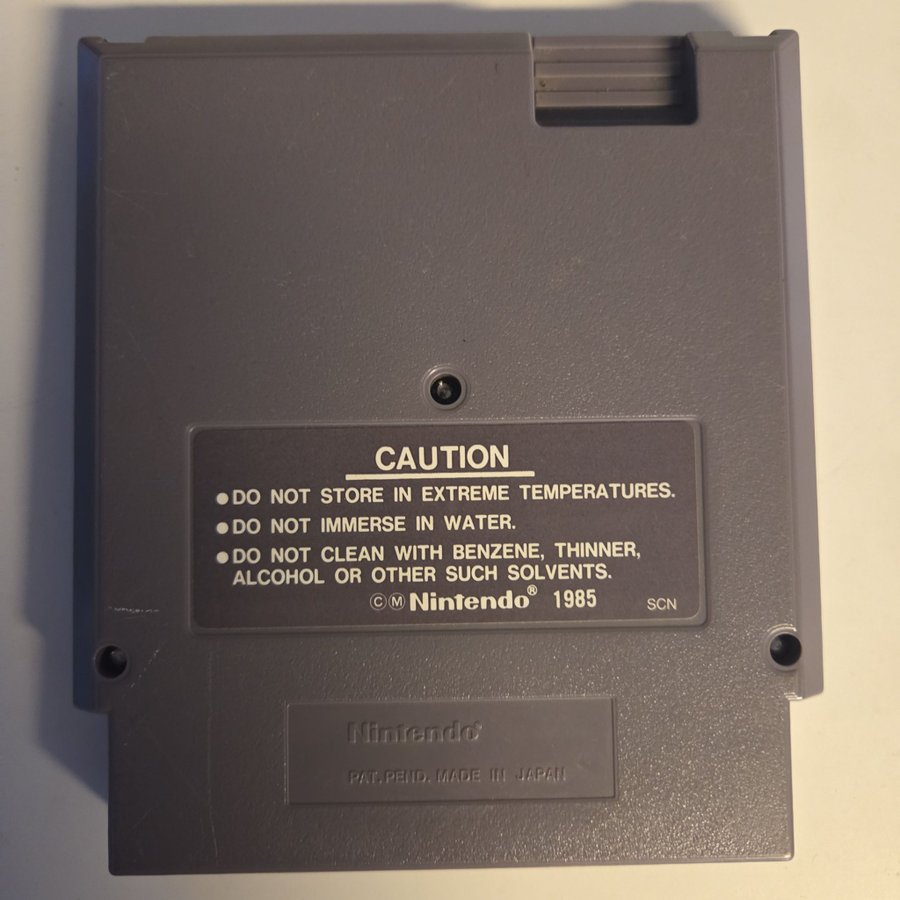 CAUTION
●DO NOT STORE IN EXTREME TEMPERATURES.
●DO NOT IMMERSE IN WATER.
●DO NOT CLEAN WITH BENZENE, THINNER,
ALCOHOL OR OTHER SUCH SOLVENTS.
ⒸⓂNintendo® 1985 SCN
Nintendo®
PAT. PEND. MADE IN JAPAN